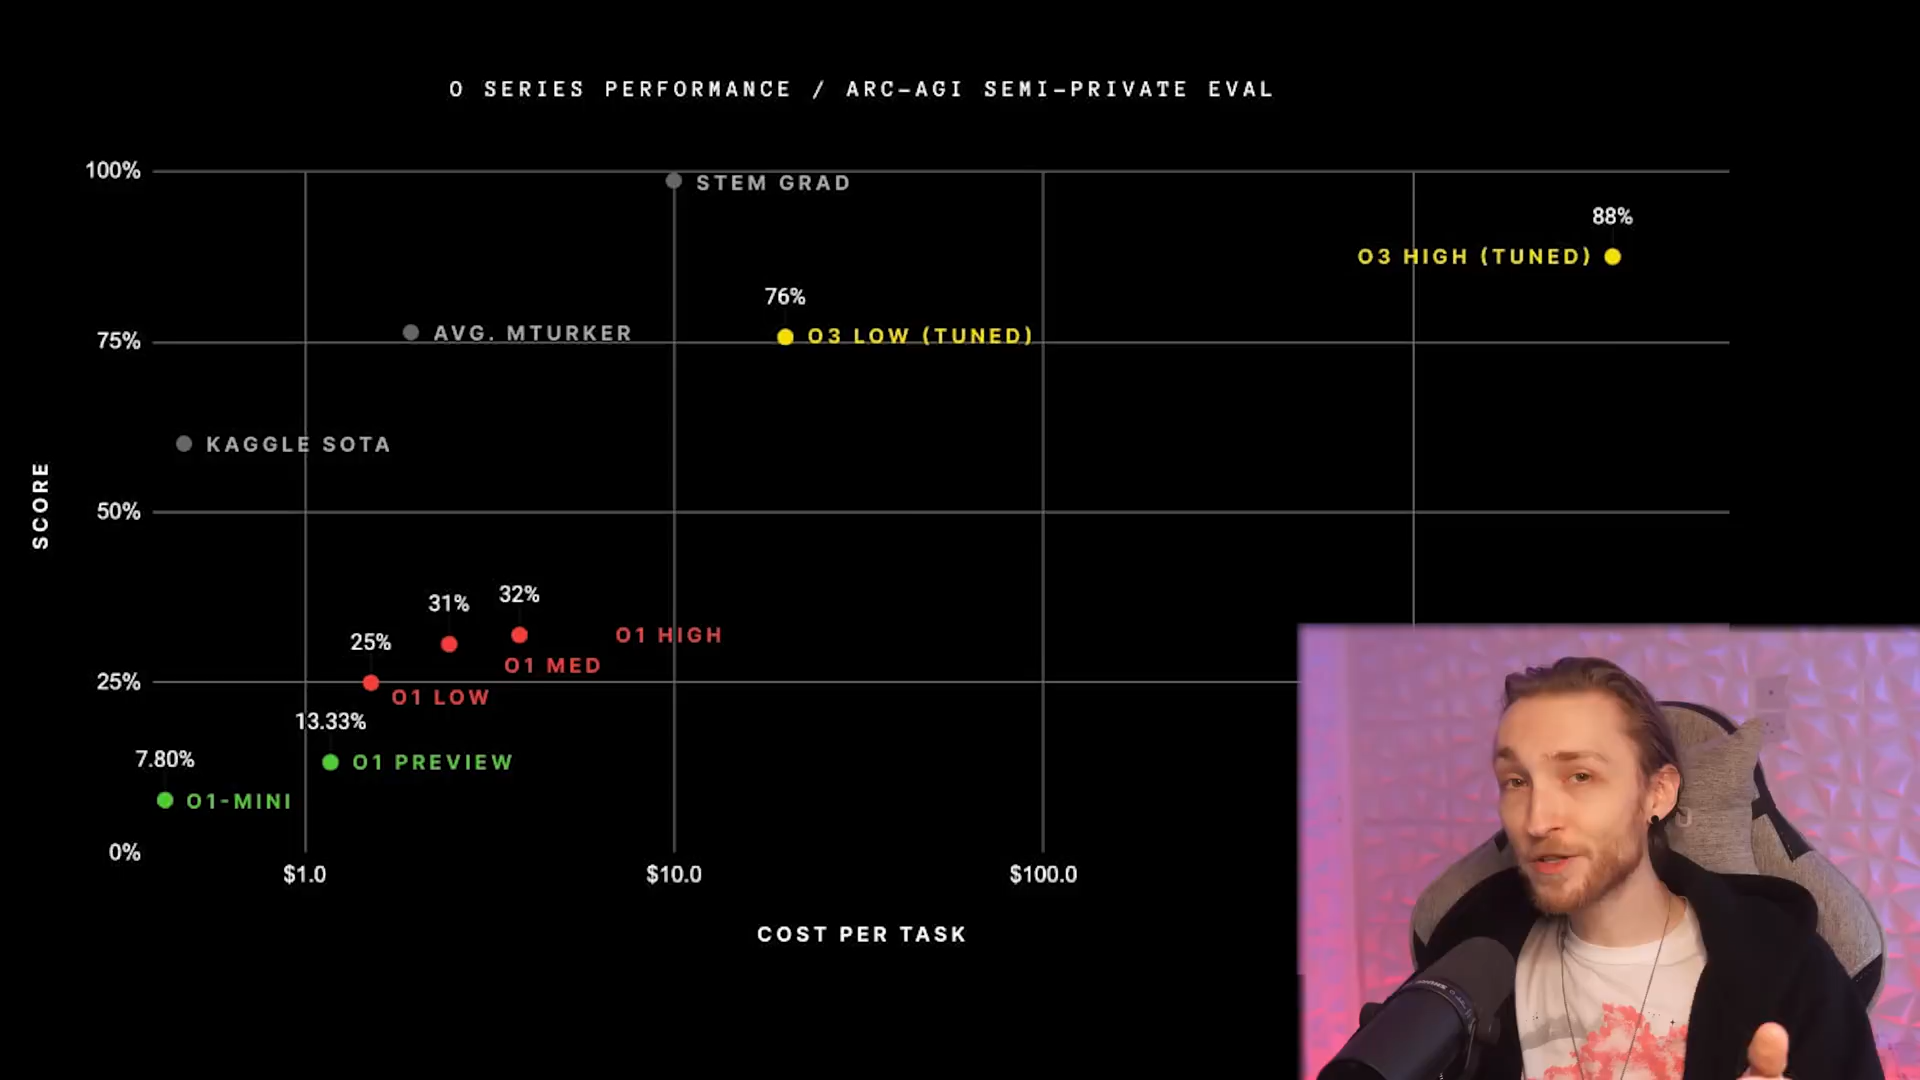 O SERIES PERFORMANCE / ARC-AGI SEMI-PRIVATE EVAL
100%
STEM GRAD
88%
O3 HIGH (TUNED)
76%
O3 LOW (TUNED)
AVG. MTURKER
75%
KAGGLE SOTA
SCORE
50%
32%
31%
O1 HIGH
25%
O1 MED
25%
O1 LOW
13.33%
7.80%
O1 PREVIEW
O1-MINI
0%
$1.0
$10.0
$100.0
COST PER TASK